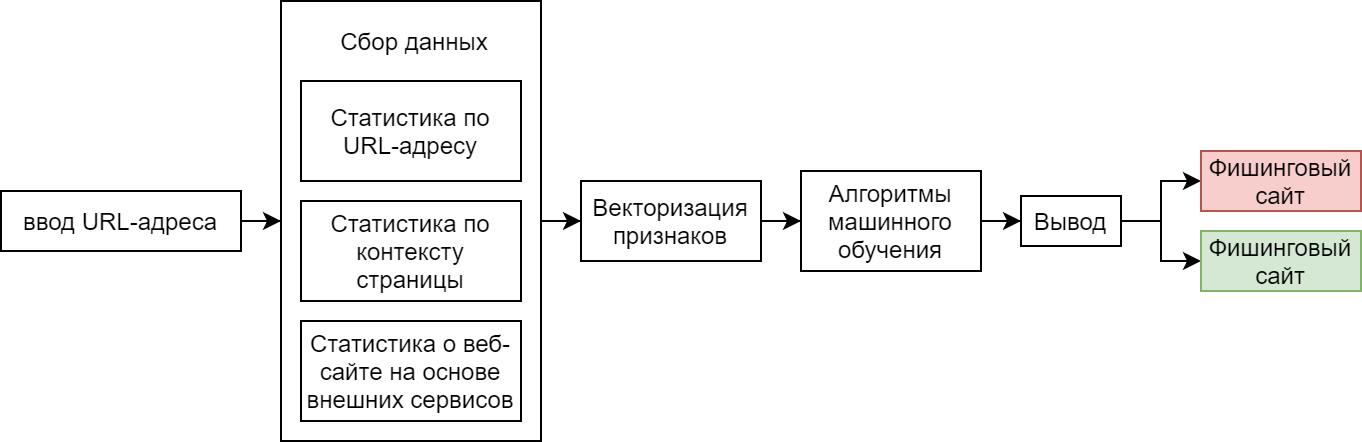 ввод URL-адреса
Сбор данных
Статистика по
URL-адресу
Статистика по
контексту
страницы
Статистика о веб-
сайте на основе
внешних сервисов
Векторизация
признаков
Алгоритмы
машинного
обучения
Вывод
Фишинговый
сайт
Фишинговый
сайт